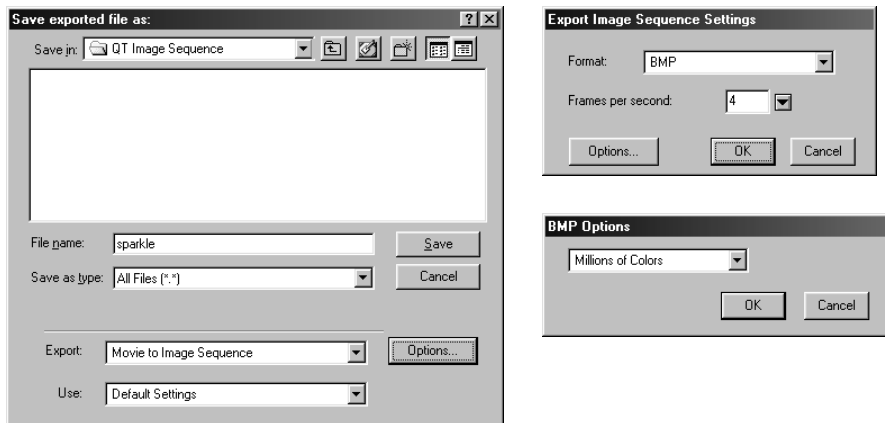 Save exported file as:
Save in: QT Image Sequence
File name: sparkle
Save
Save as type: All Files (*.*)
Cancel
Export: Movie to Image Sequence
Options...
Use: Default Settings
Export Image Sequence Settings
Format: BMP
Frames per second: 4
Options... OK Cancel
BMP Options
Millions of Colors
OK Cancel